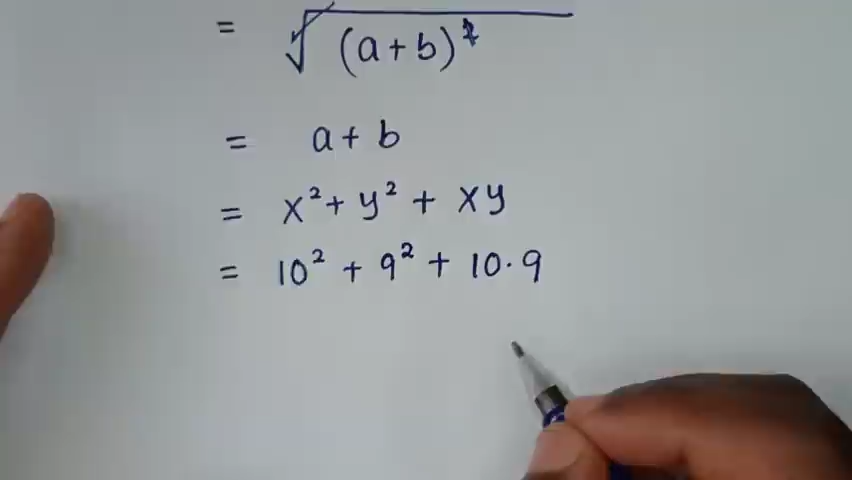 = √(a+b)²
= a + b
= x² + y² + xy
= 10² + 9² + 10·9